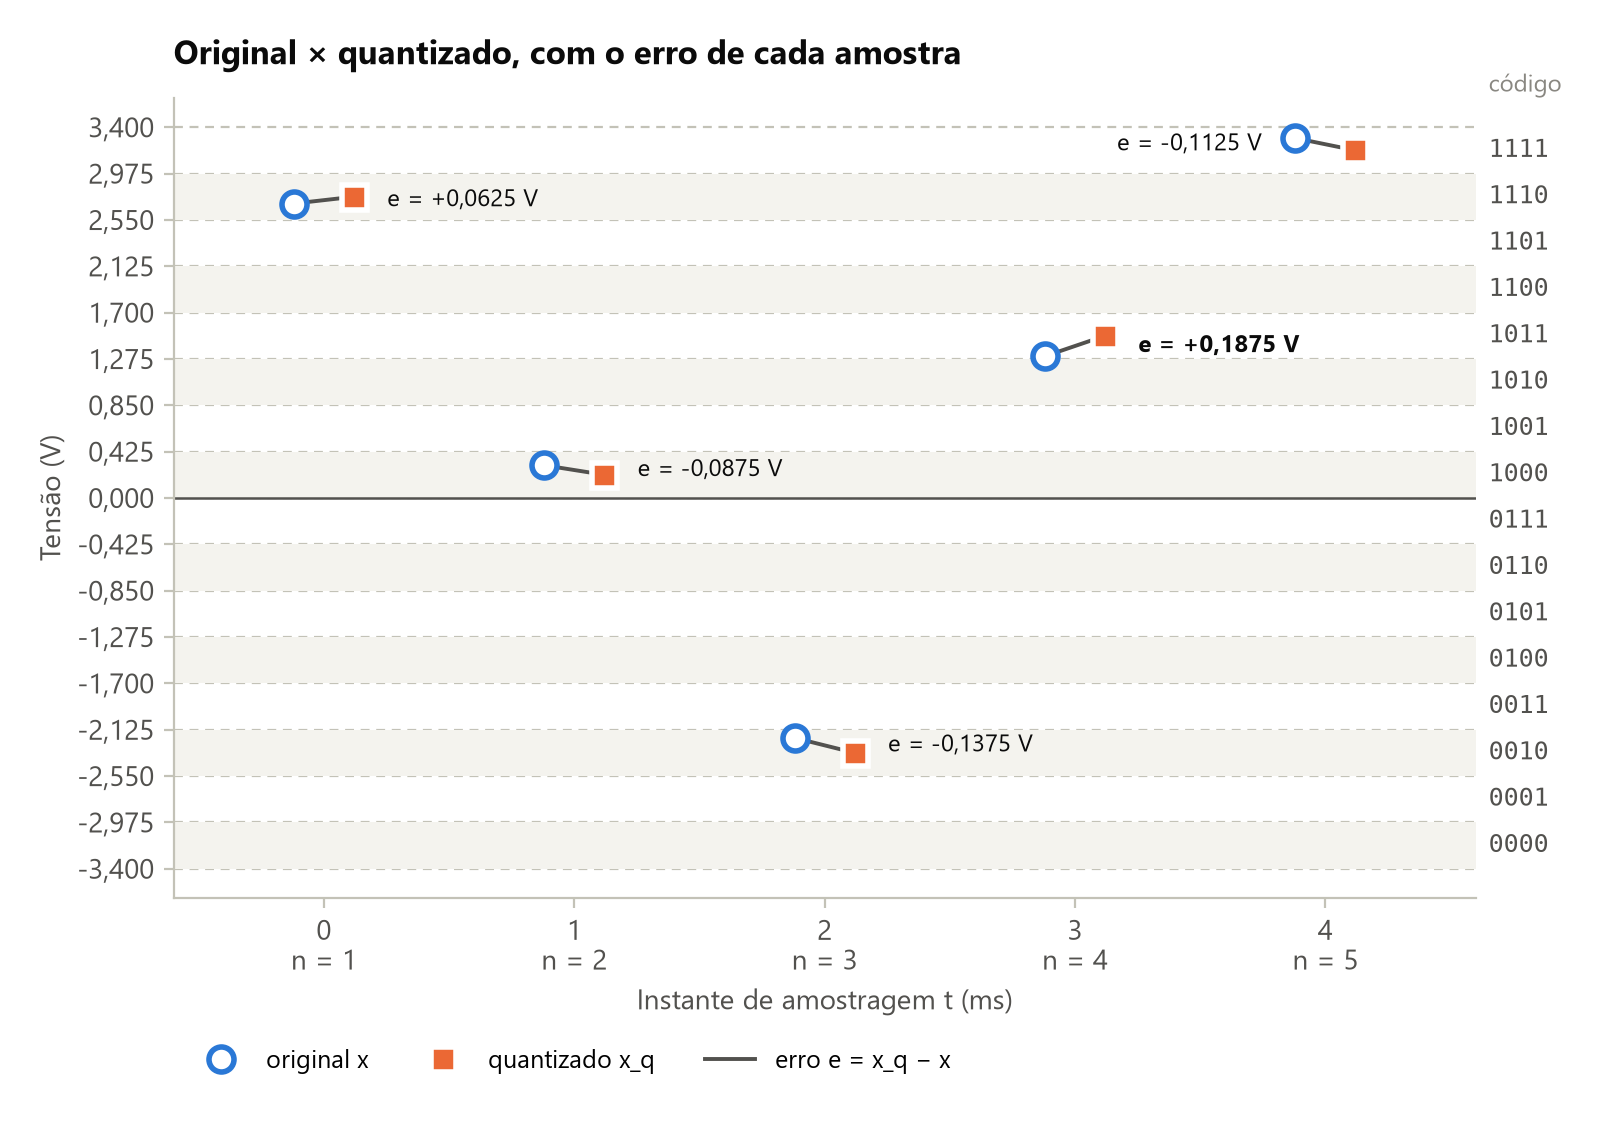 Original × quantizado, com o erro de cada amostra
código
3,400
e = -0,1125 V
1111
2,975
1110
e = +0,0625 V
2,550
1101
2,125
1100
1,700
1011
e = +0,1875 V
1,275
1010
0,850
1001
0,425
e = -0,0875 V
1000
0,000
0111
Tensão (V)
-0,425
0110
-0,850
0101
-1,275
0100
-1,700
0011
-2,125
e = -0,1375 V
0010
-2,550
0001
-2,975
0000
-3,400
0 1 2 3 4
n = 1 n = 2 n = 3 n = 4 n = 5
Instante de amostragem t (ms)
original x quantizado x_q erro e = x_q − x